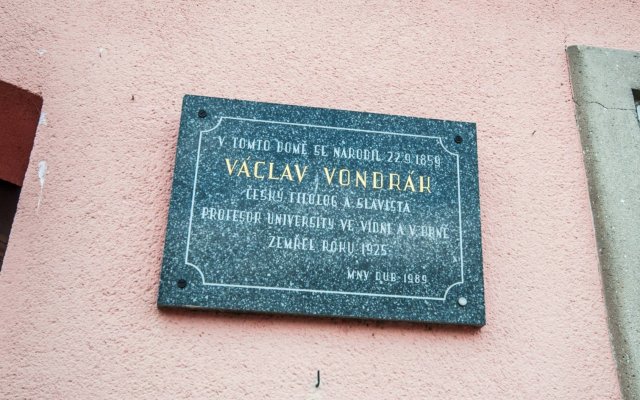 V TOMTO DOMĚ SE NARODIL 22.9.1859
VÁCLAV VONDRÁK
ČESKÝ FILOLOG A SLAVISTA
PROFESOR UNIVERSITY VE VÍDNI A V BRNĚ
ZEMŘEL ROKU 1925
MNV DUB-1989